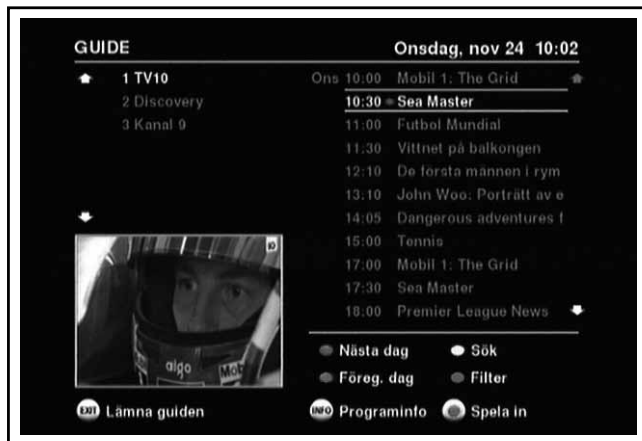 GUIDE Onsdag, nov 24 10:02
1 TV10 Ons 10:00 Mobil 1: The Grid
2 Discovery 10:30 Sea Master
3 Kanal 9 11:00 Futbol Mundial
11:30 Vittnet på balkongen
12:10 De första männen i rym
13:10 John Woo: Porträtt av e
14:05 Dangerous adventures f
15:00 Tennis
17:00 Mobil 1: The Grid
17:30 Sea Master
18:00 Premier League News
algo Mob
Nästa dag Sök
Föreg. dag Filter
EXIT Lämna guiden INFO Programinfo Spela in